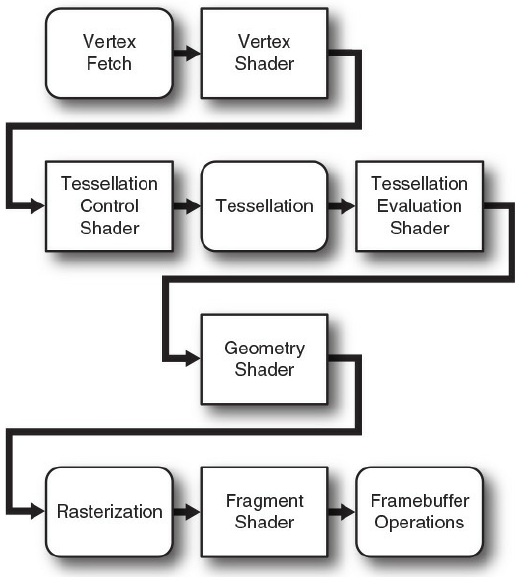 Vertex
Fetch
Vertex
Shader
Tessellation
Control
Shader
Tessellation
Tessellation
Evaluation
Shader
Geometry
Shader
Rasterization
Fragment
Shader
Framebuffer
Operations